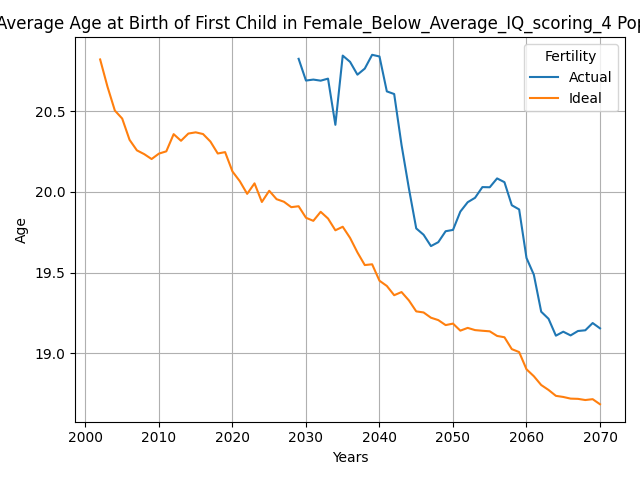 Average Age at Birth of First Child in Female_Below_Average_IQ_scoring_4 Pop
Fertility
Actual
Ideal
20.5
20.0
19.5
19.0
Age
2000 2010 2020 2030 2040 2050 2060 2070
Years